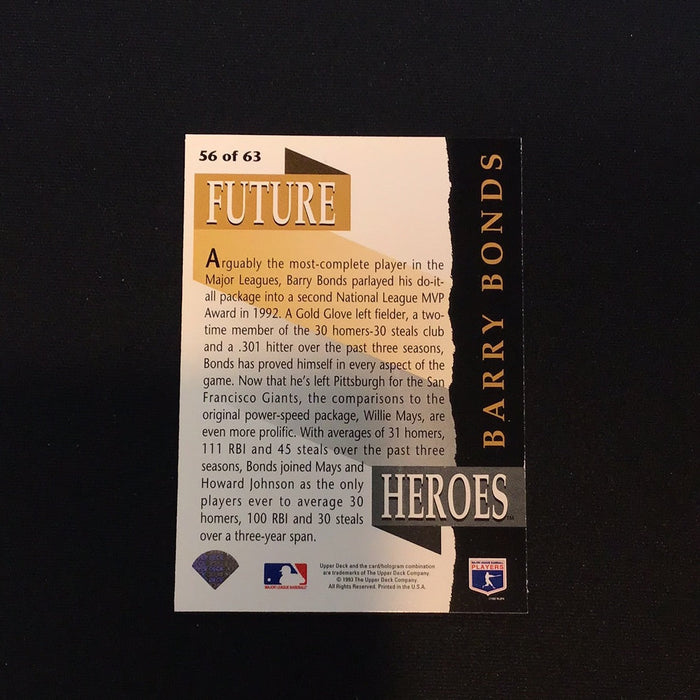 56 of 63
FUTURE
Arguably the most-complete player in the
Major Leagues, Barry Bonds parlayed his do-it-
all package into a second National League MVP
Award in 1992. A Gold Glove left fielder, a two-
time member of the 30 homers-30 steals club
and a .301 hitter over the past three seasons,
Bonds has proved himself in every aspect of the
game. Now that he's left Pittsburgh for the San
Francisco Giants, the comparisons to the
original power-speed package, Willie Mays, are
even more prolific. With averages of 31 homers,
111 RBI and 45 steals over the past three
seasons, Bonds joined Mays and
Howard Johnson as the only
players ever to average 30
homers, 100 RBI and 30 steals
over a three-year span.
BARRY BONDS
HEROES™
MAJOR LEAGUE BASEBALL
Upper Deck and the card/hologram combination
are trademarks of The Upper Deck Company.
© 1993 The Upper Deck Company.
All Rights Reserved. Printed in the U.S.A.
MAJOR LEAGUE BASEBALL
PLAYERS